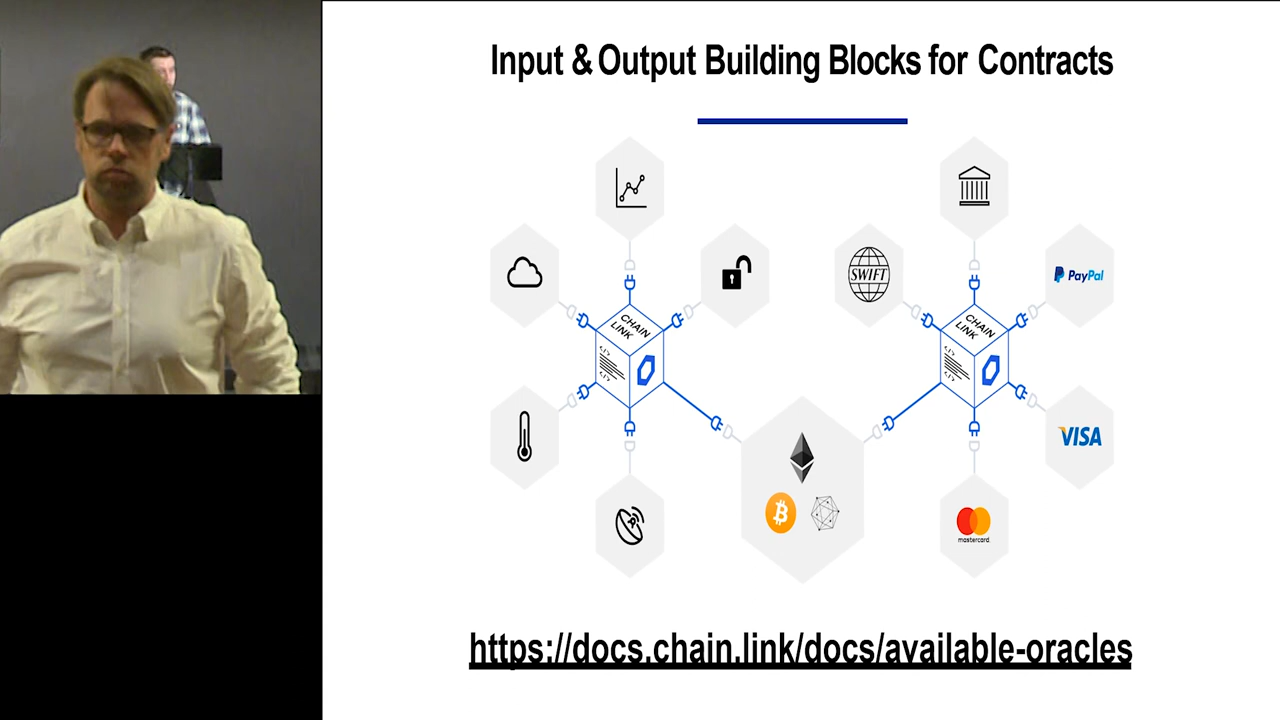 Input & Output Building Blocks for Contracts
SWIFT
PayPal
CHAIN
LINK
CHAIN
LINK
VISA
mastercard
https://docs.chain.link/docs/available-oracles